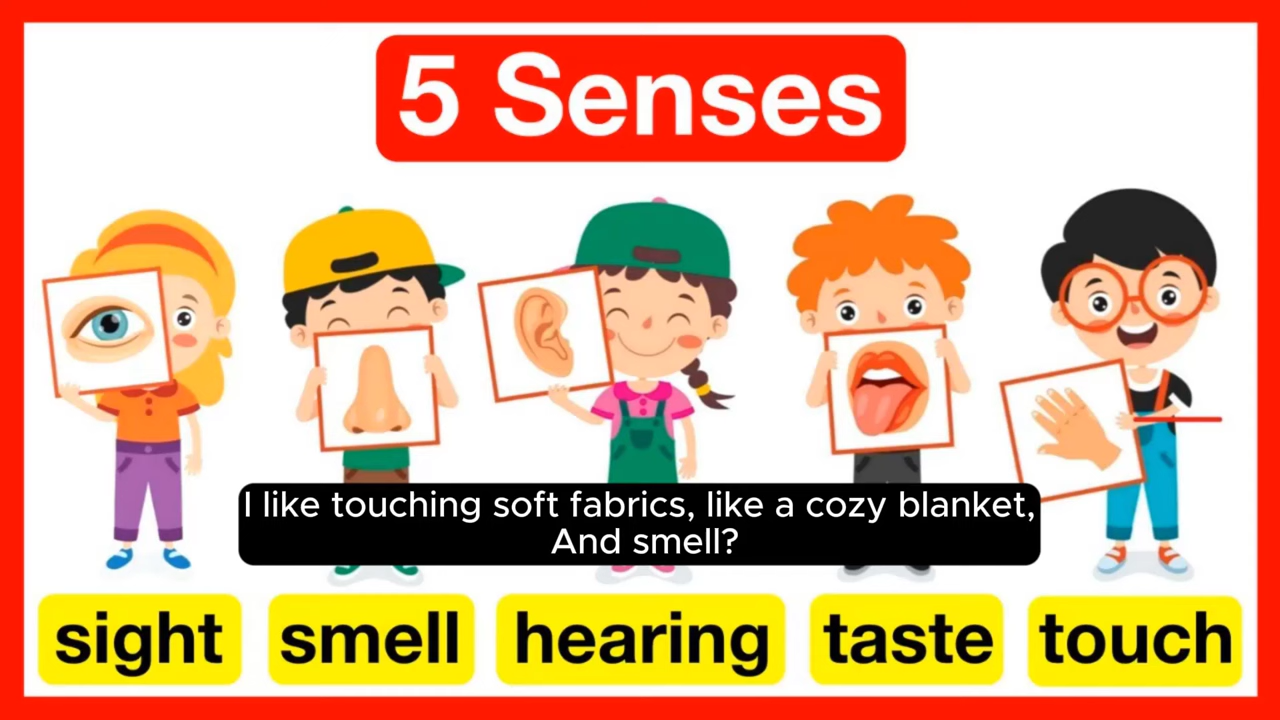 5 Senses
I like touching soft fabrics, like a cozy blanket,
And smell?
sight smell hearing taste touch